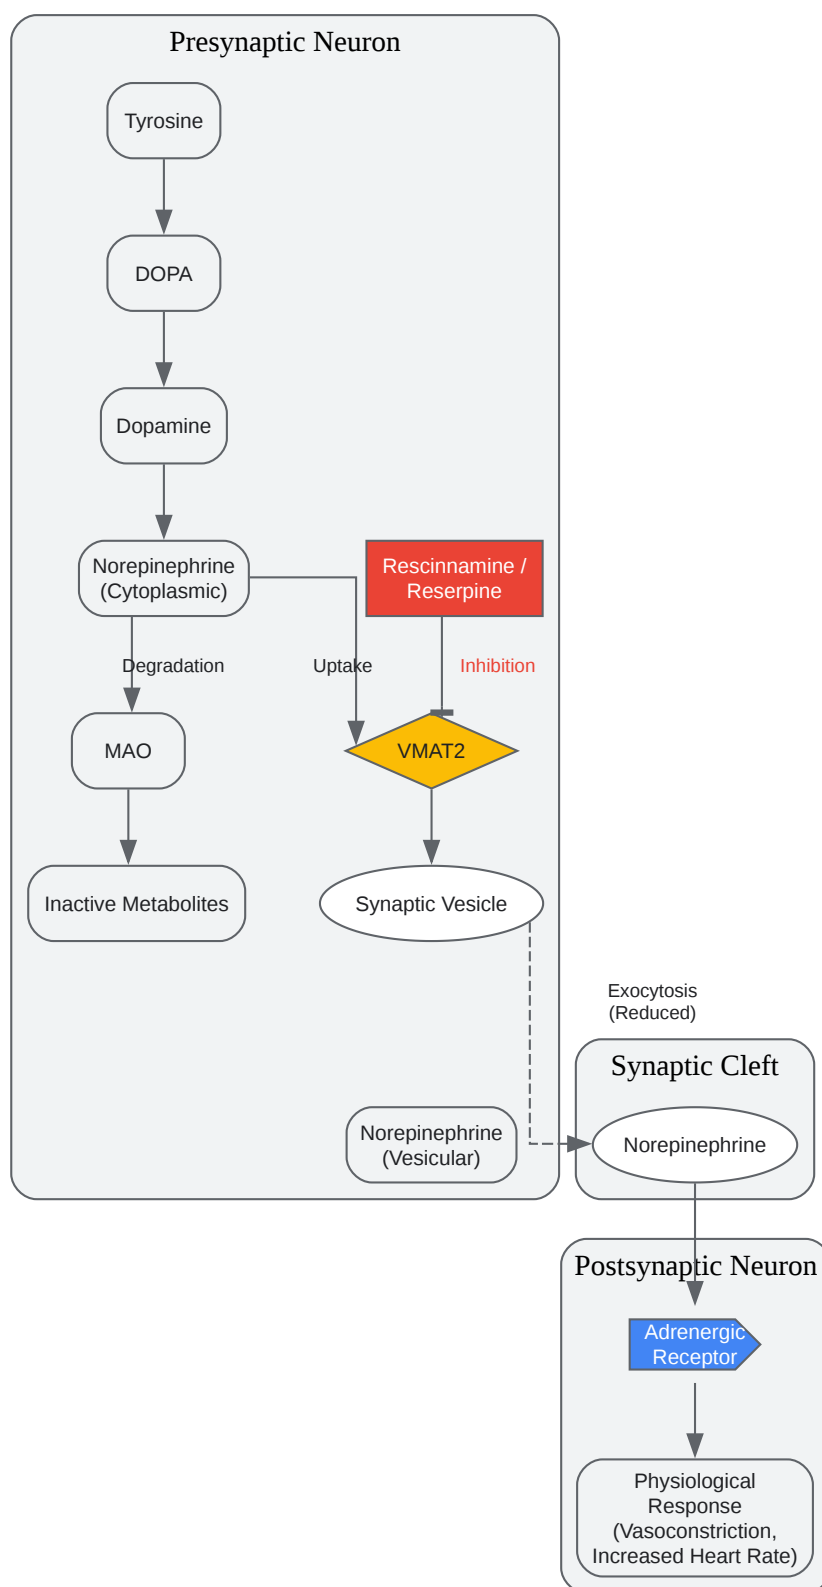 Presynaptic Neuron
Tyrosine
DOPA
Dopamine
Norepinephrine
(Cytoplasmic)
Rescinnamine /
Reserpine
Degradation
Uptake
Inhibition
MAO
VMAT2
Inactive Metabolites
Synaptic Vesicle
Exocytosis
(Reduced)
Synaptic Cleft
Norepinephrine
(Vesicular)
Norepinephrine
Postsynaptic Neuron
Adrenergic
Receptor
Physiological
Response
(Vasoconstriction,
Increased Heart Rate)